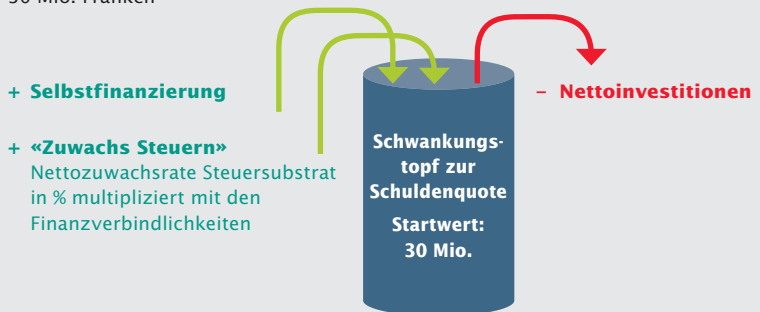 30 Mio. Franken
+ Selbstfinanzierung
+ «Zuwachs Steuern»
Nettozuwachsrate Steuersubstrat
in % multipliziert mit den
Finanzverbindlichkeiten
Schwankungs-
topf zur
Schuldenquote
Startwert:
30 Mio.
– Nettoinvestitionen